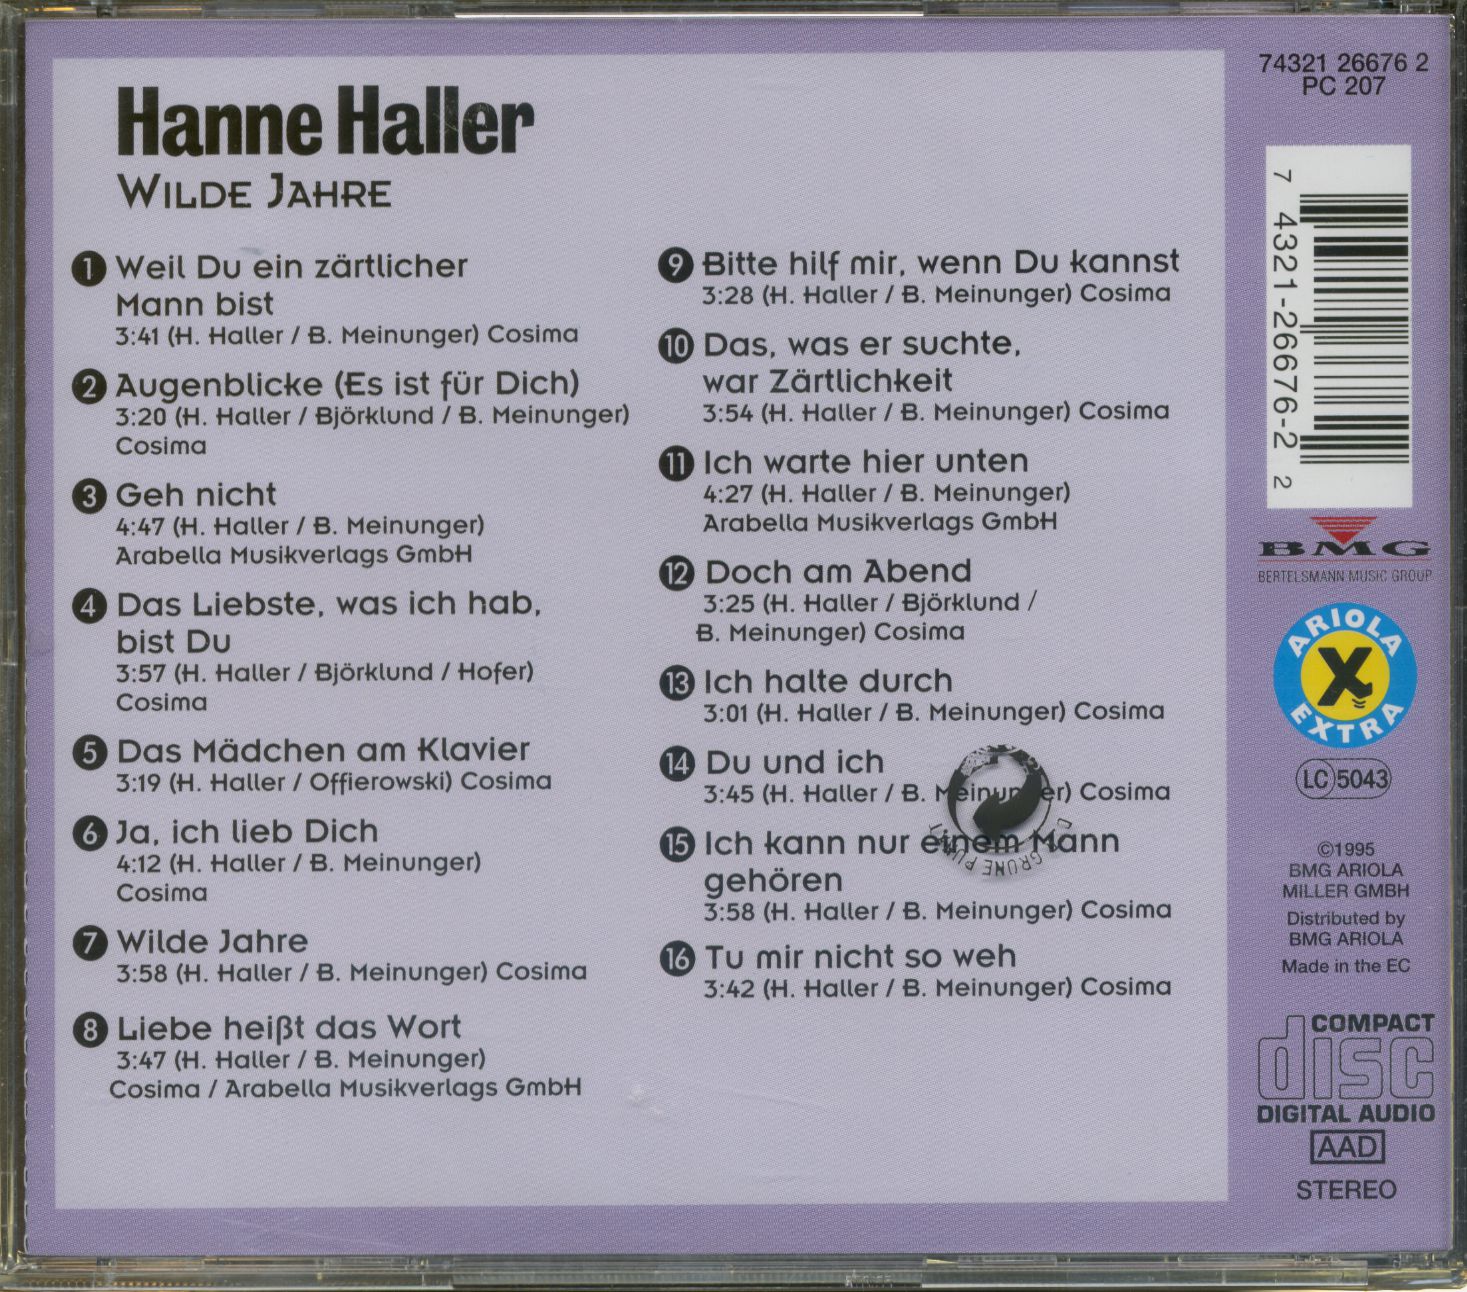 Hanne Haller
WILDE JAHRE
1 Weil Du ein zärtlicher
Mann bist
3:41 (H. Haller / B. Meinunger) Cosima
2 Augenblicke (Es ist für Dich)
3:20 (H. Haller / Björklund / B. Meinunger)
Cosima
3 Geh nicht
4:47 (H. Haller / B. Meinunger)
Arabella Musikverlags GmbH
4 Das Liebste, was ich hab,
bist Du
3:57 (H. Haller / Björklund / Hofer)
Cosima
5 Das Mädchen am Klavier
3:19 (H. Haller / Offierowski) Cosima
6 Ja, ich lieb Dich
4:12 (H. Haller / B. Meinunger)
Cosima
7 Wilde Jahre
3:58 (H. Haller / B. Meinunger) Cosima
8 Liebe heißt das Wort
3:47 (H. Haller / B. Meinunger)
Cosima / Arabella Musikverlags GmbH
9 Bitte hilf mir, wenn Du kannst
3:28 (H. Haller / B. Meinunger) Cosima
10 Das, was er suchte,
war Zärtlichkeit
3:54 (H. Haller / B. Meinunger) Cosima
11 Ich warte hier unten
4:27 (H. Haller / B. Meinunger)
Arabella Musikverlags GmbH
12 Doch am Abend
3:25 (H. Haller / Björklund /
B. Meinunger) Cosima
13 Ich halte durch
3:01 (H. Haller / B. Meinunger) Cosima
14 Du und ich
3:45 (H. Haller / B. Meinunger) Cosima
15 Ich kann nur einem Mann
gehören
3:58 (H. Haller / B. Meinunger) Cosima
16 Tu mir nicht so weh
3:42 (H. Haller / B. Meinunger) Cosima
GRÜNE
74321 26676 2
PC 207
7 4321-26676-2 2
BMG
BERTELSMANN MUSIC GROUP
ARIOLA
X
EXTRA
LC 5043
©1995
BMG ARIOLA
MILLER GMBH
Distributed by
BMG ARIOLA
Made in the EC
COMPACT
disc
DIGITAL AUDIO
AAD
STEREO